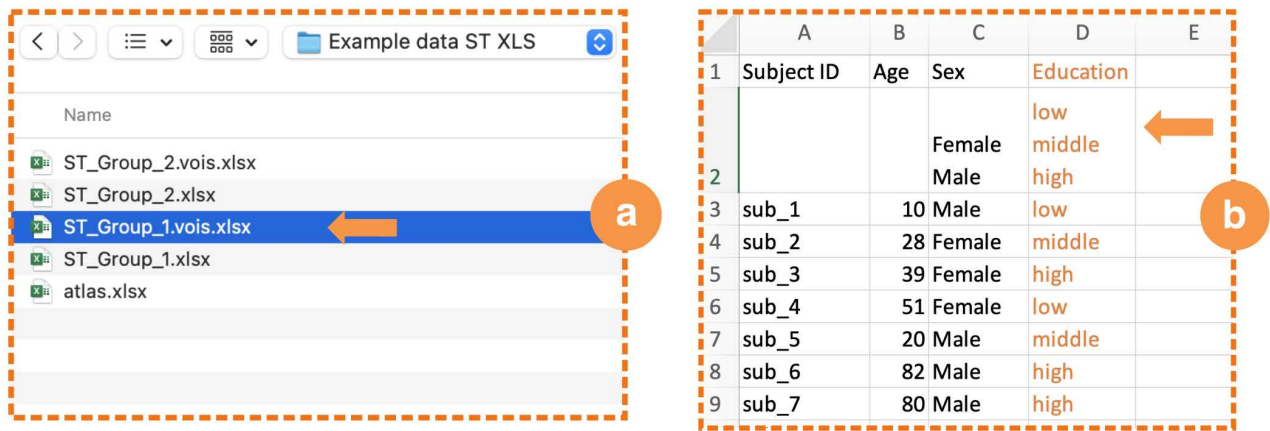 Example data ST XLS
Name
ST_Group_2.vois.xlsx
ST_Group_2.xlsx
ST_Group_1.vois.xlsx
ST_Group_1.xlsx
atlas.xlsx
a
A B C D E
1 Subject ID Age Sex Education
low
Female middle
2 Male high
3 sub_1 10 Male low
4 sub_2 28 Female middle
5 sub_3 39 Female high
6 sub_4 51 Female low
7 sub_5 20 Male middle
8 sub_6 82 Male high
9 sub_7 80 Male high
b